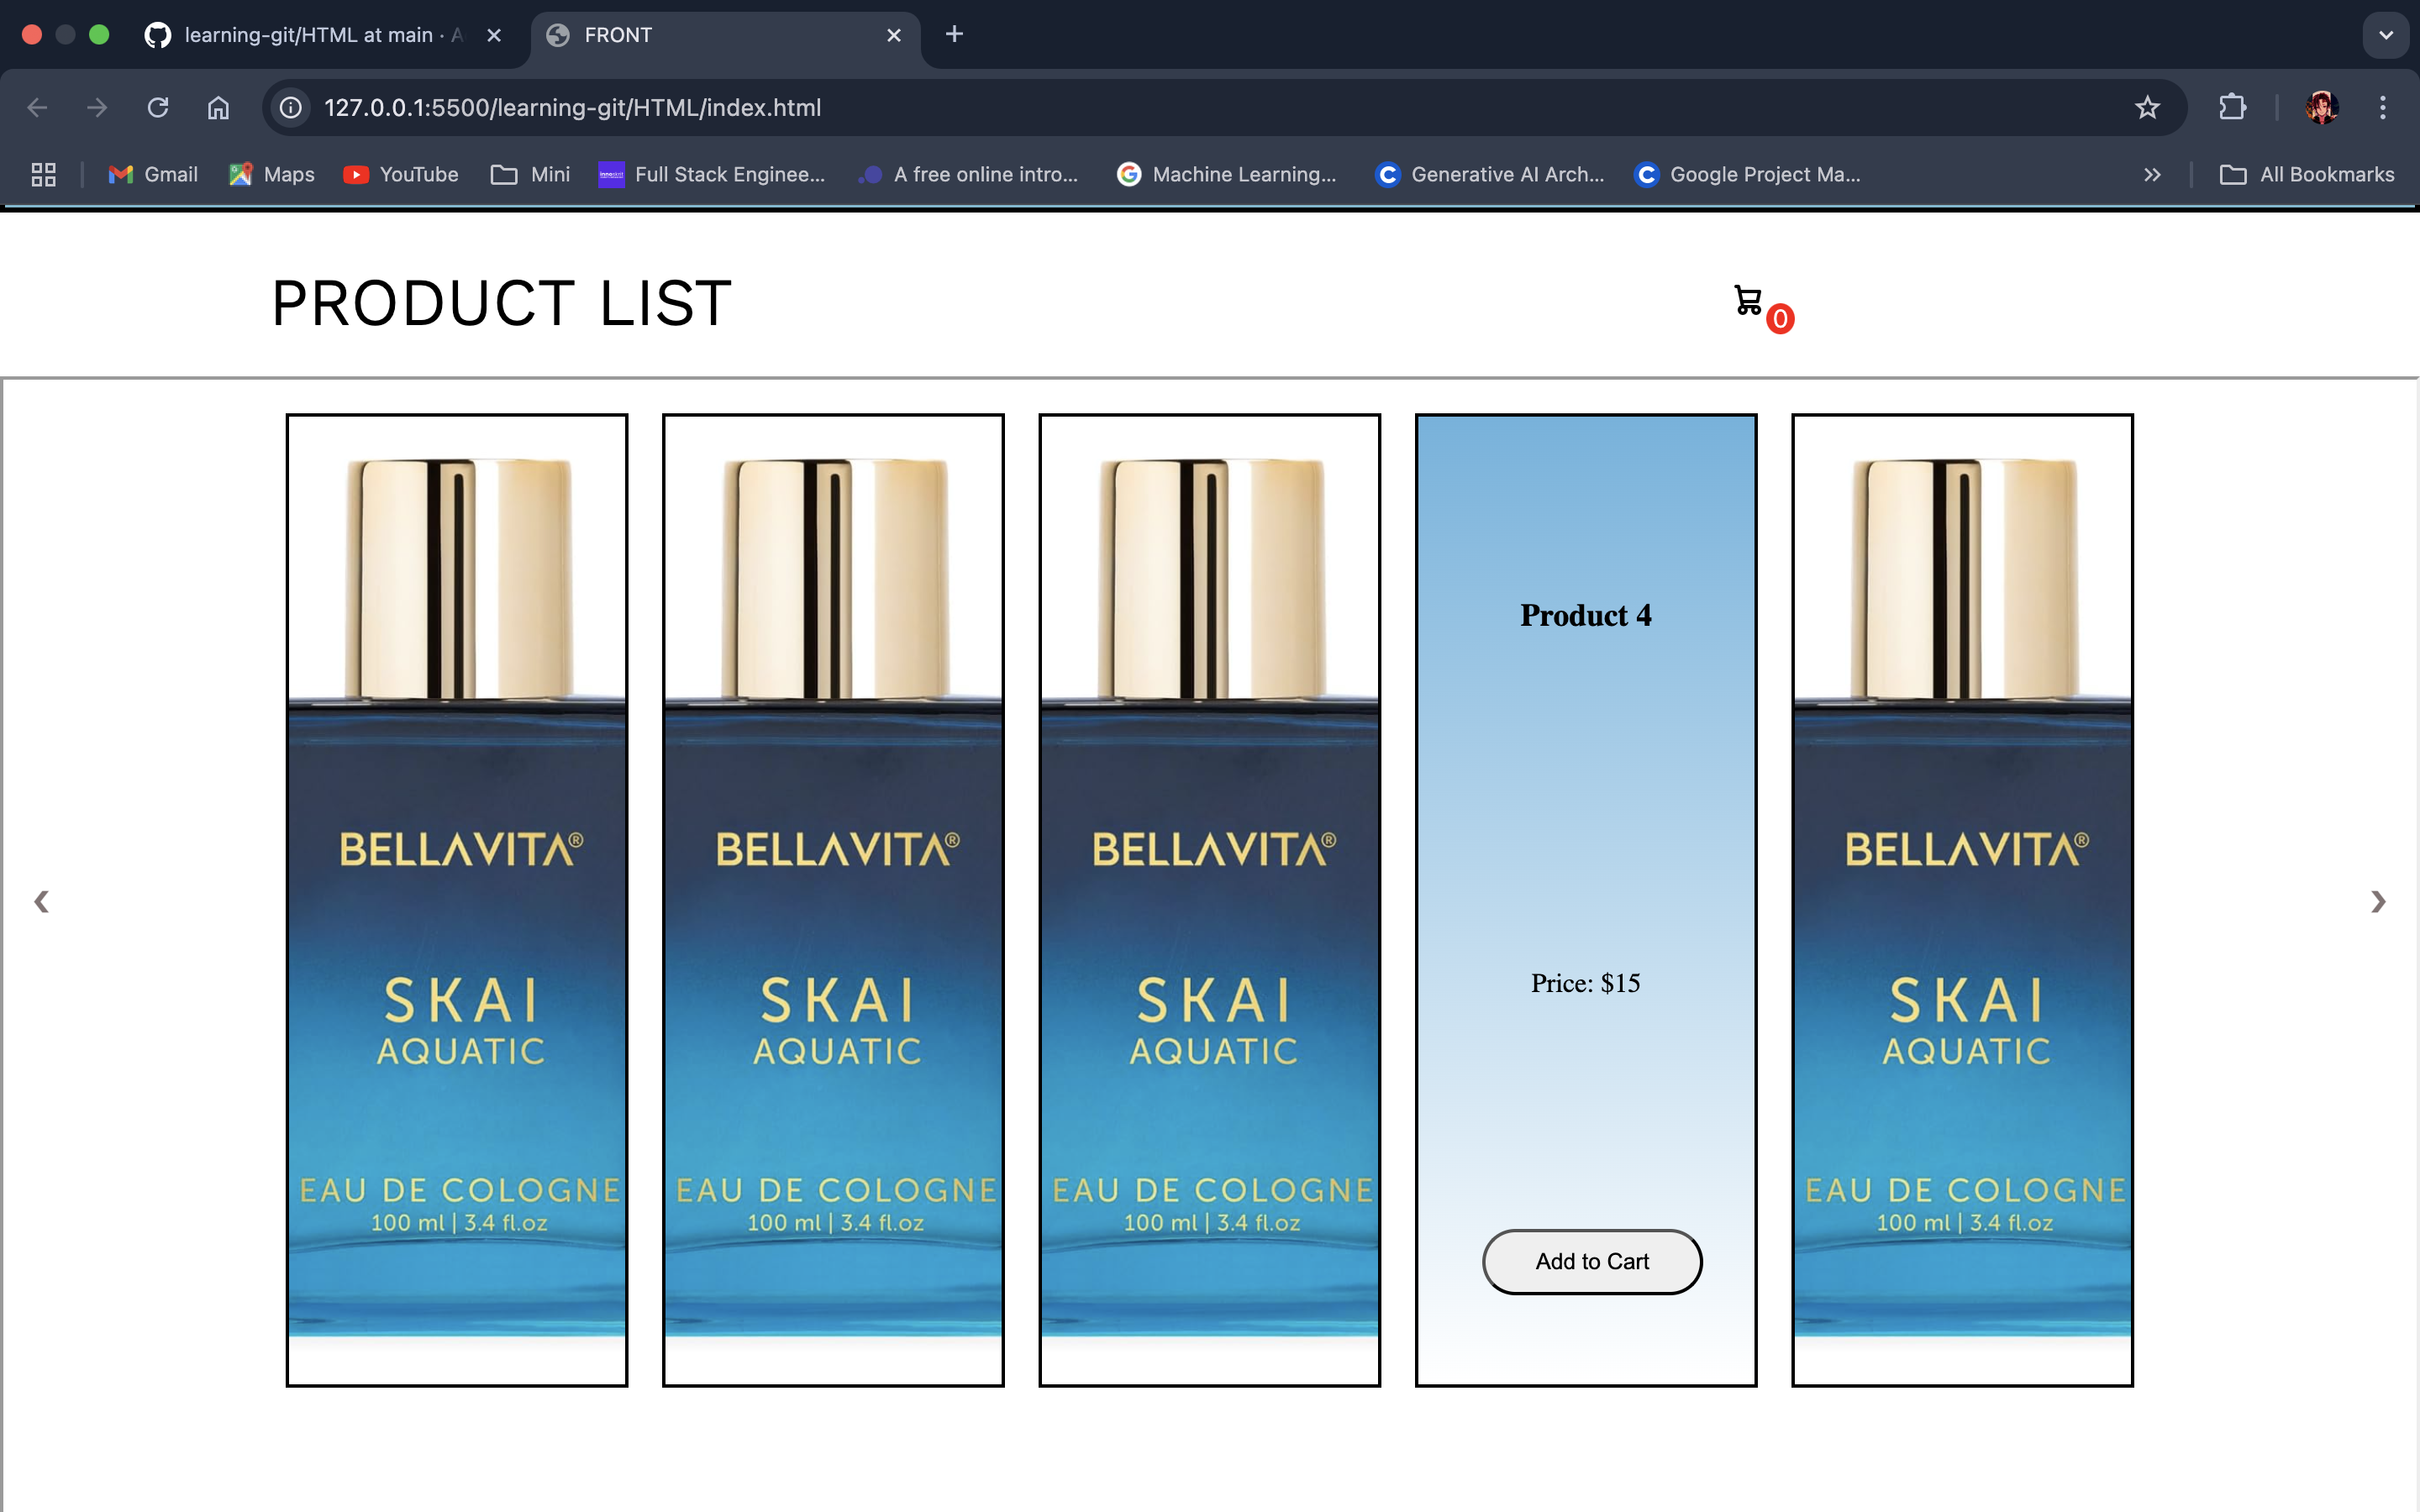 learning-git/HTML at main · A
FRONT
127.0.0.1:5500/learning-git/HTML/index.html
Gmail
Maps
YouTube
Mini
Full Stack Enginee...
A free online intro...
Machine Learning...
Generative AI Arch...
Google Project Ma...
All Bookmarks
PRODUCT LIST
0
BELLAVITA®
SKAI
AQUATIC
EAU DE COLOGNE
100 ml | 3.4 fl.oz
BELLAVITA®
SKAI
AQUATIC
EAU DE COLOGNE
100 ml | 3.4 fl.oz
BELLAVITA®
SKAI
AQUATIC
EAU DE COLOGNE
100 ml | 3.4 fl.oz
Product 4
Price: $15
Add to Cart
BELLAVITA®
SKAI
AQUATIC
EAU DE COLOGNE
100 ml | 3.4 fl.oz